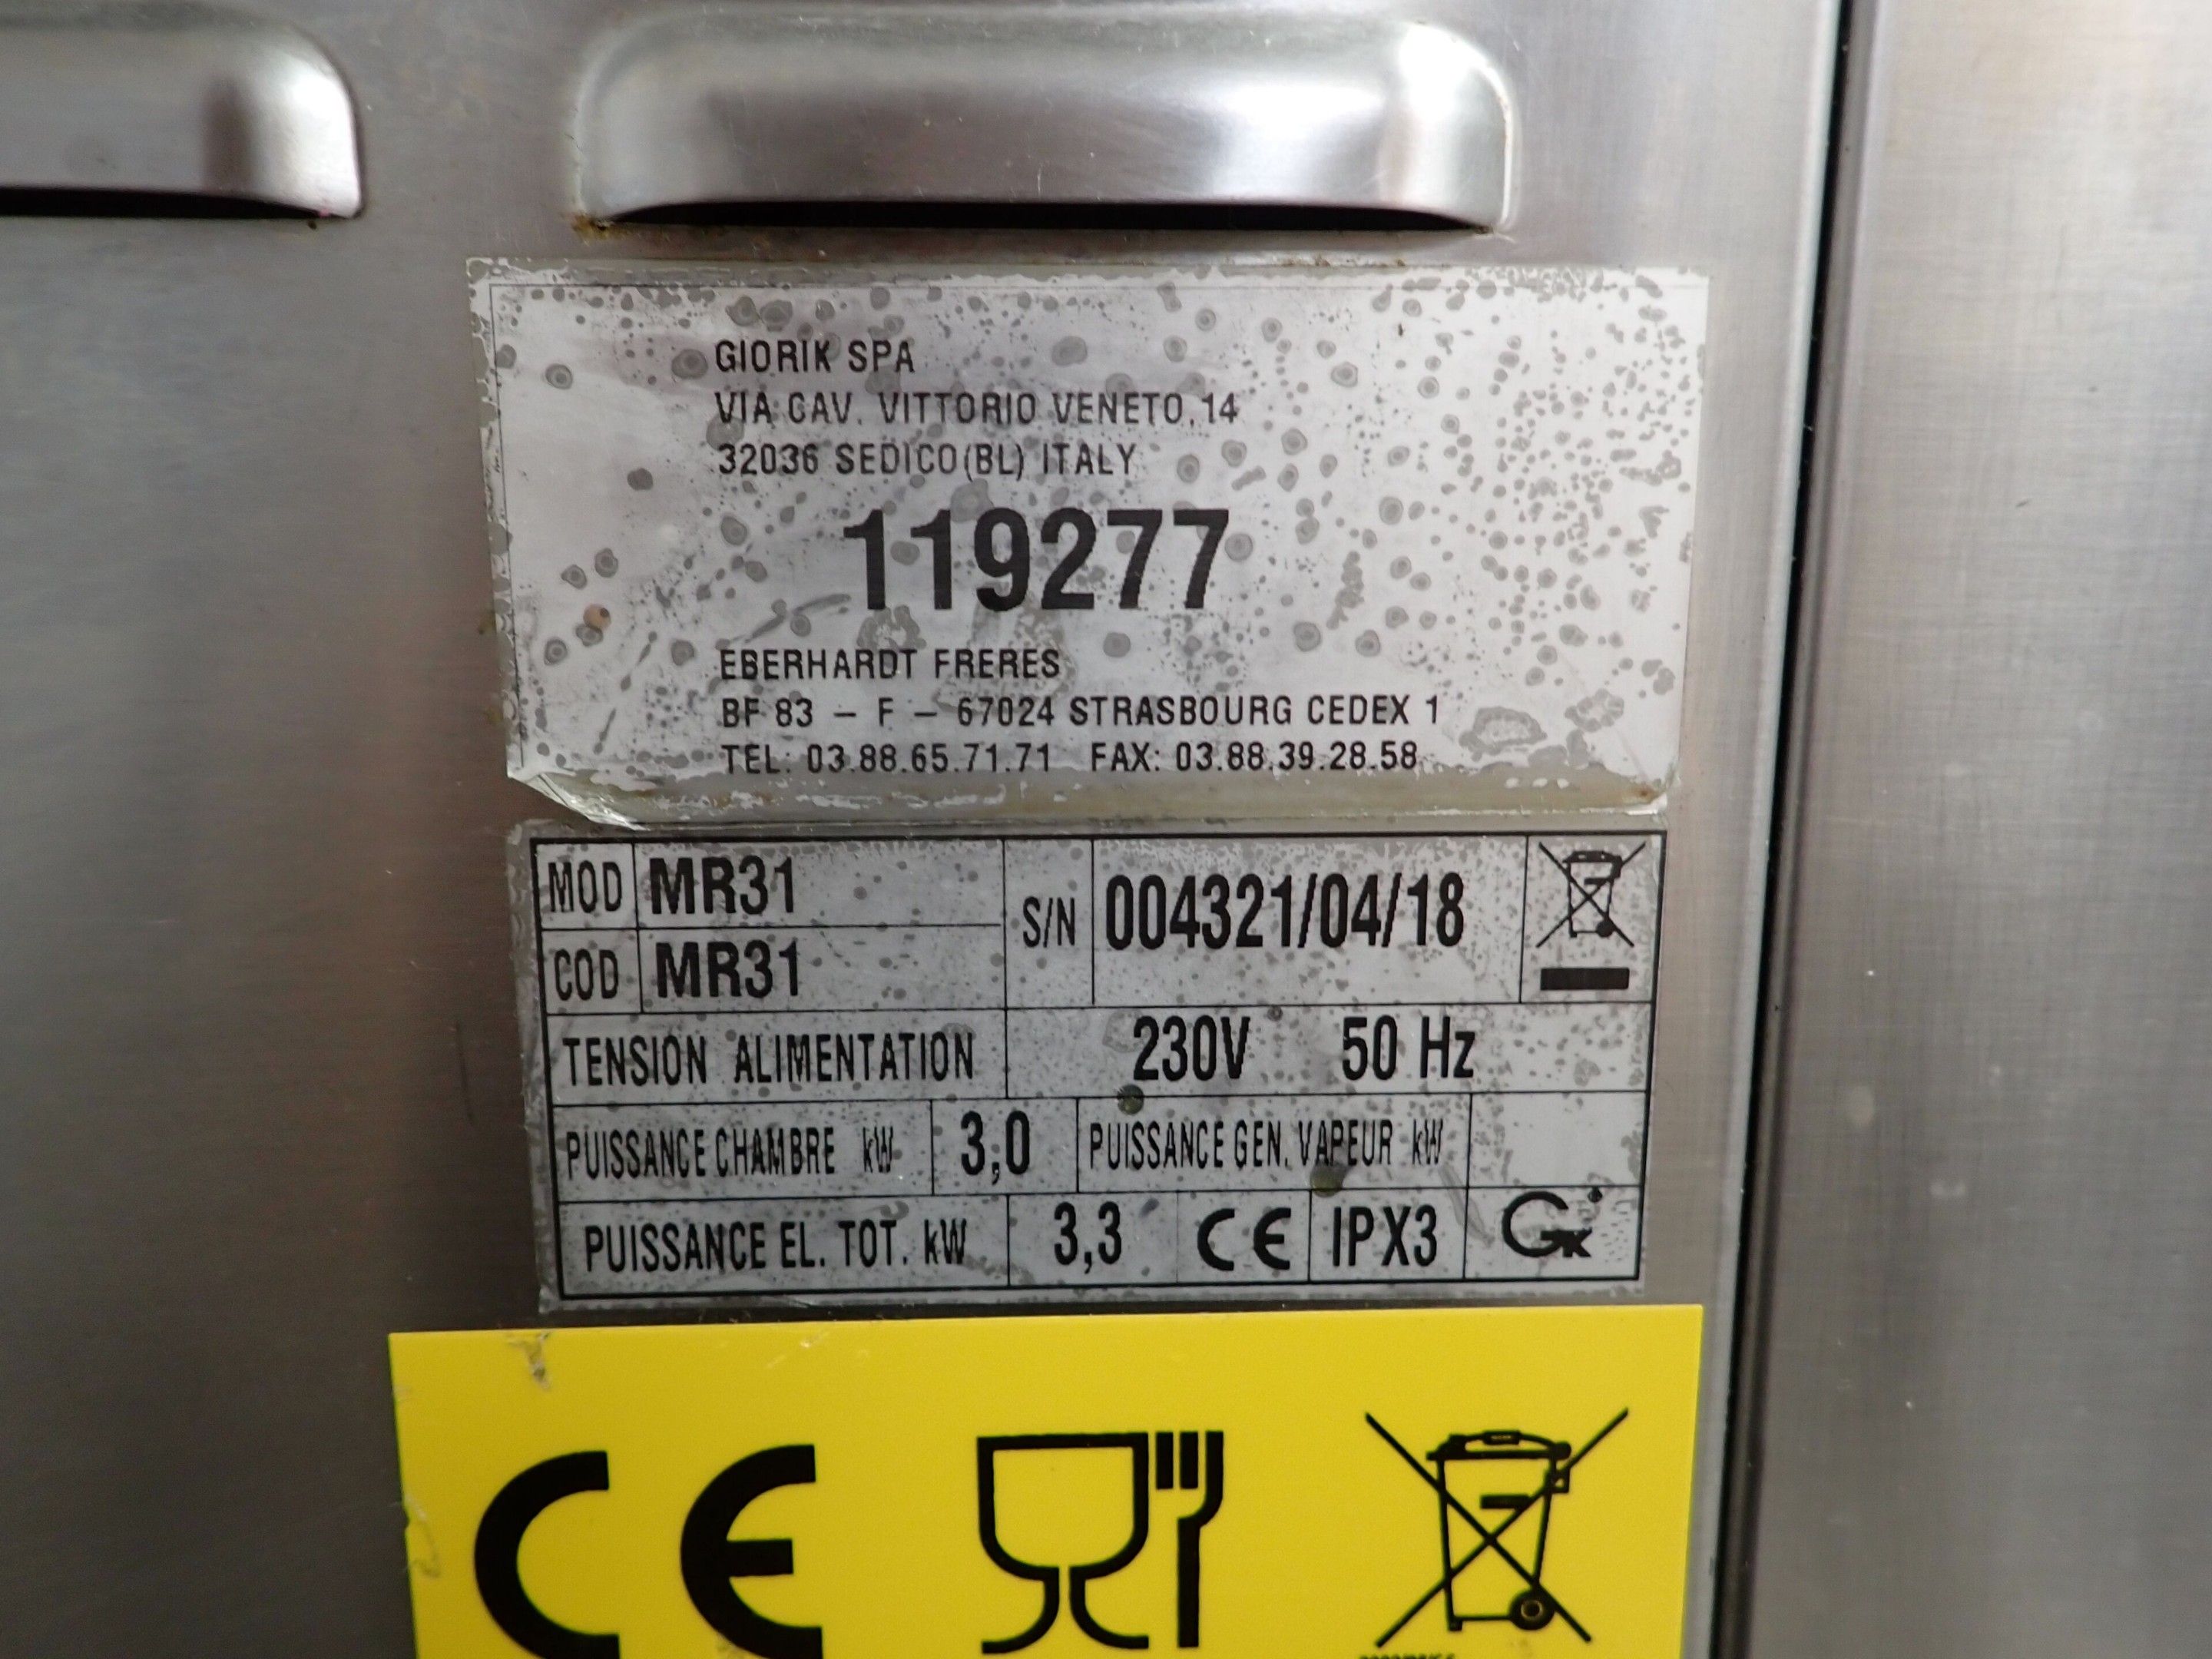 GIORIK SPA
VIA CAV. VITTORIO VENETO, 14
32036 SEDICO (BL) ITALY
119277
EBERHARDT FRERES
BF 83 – F – 67024 STRASBOURG CEDEX 1
TEL: 03.88.65.71.71 FAX: 03.88.39.28.58
MOD MR31
COD MR31
S/N 004321/04/18
TENSION ALIMENTATION 230V 50 Hz
PUISSANCE CHAMBRE kW 3,0 PUISSANCE GEN. VAPEUR kW
PUISSANCE EL. TOT. kW 3,3 CE IPX3
CE